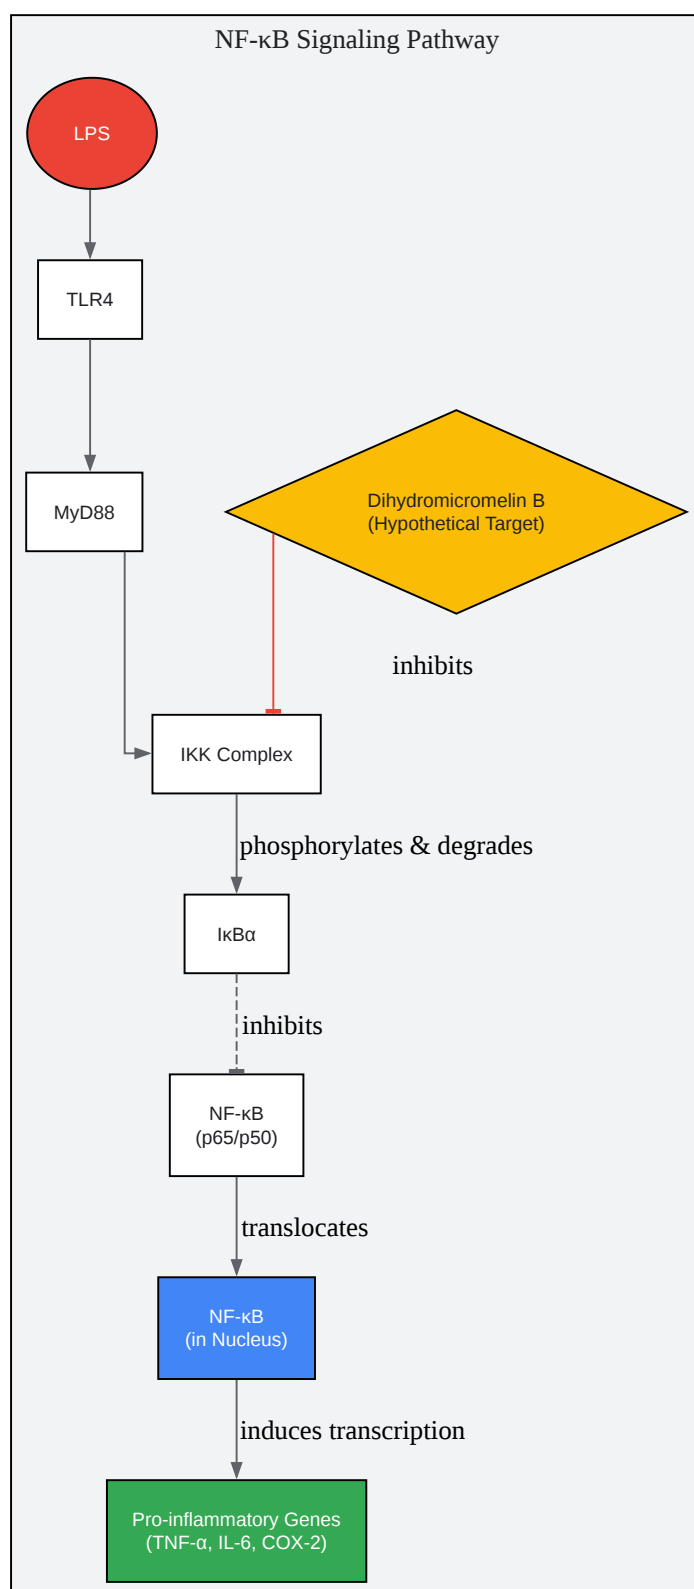 NF-κB Signaling Pathway
LPS
TLR4
MyD88
Dihydromicromelin B
(Hypothetical Target)
inhibits
IKK Complex
phosphorylates & degrades
IκBα
inhibits
NF-κB
(p65/p50)
translocates
NF-κB
(in Nucleus)
induces transcription
Pro-inflammatory Genes
(TNF-α, IL-6, COX-2)